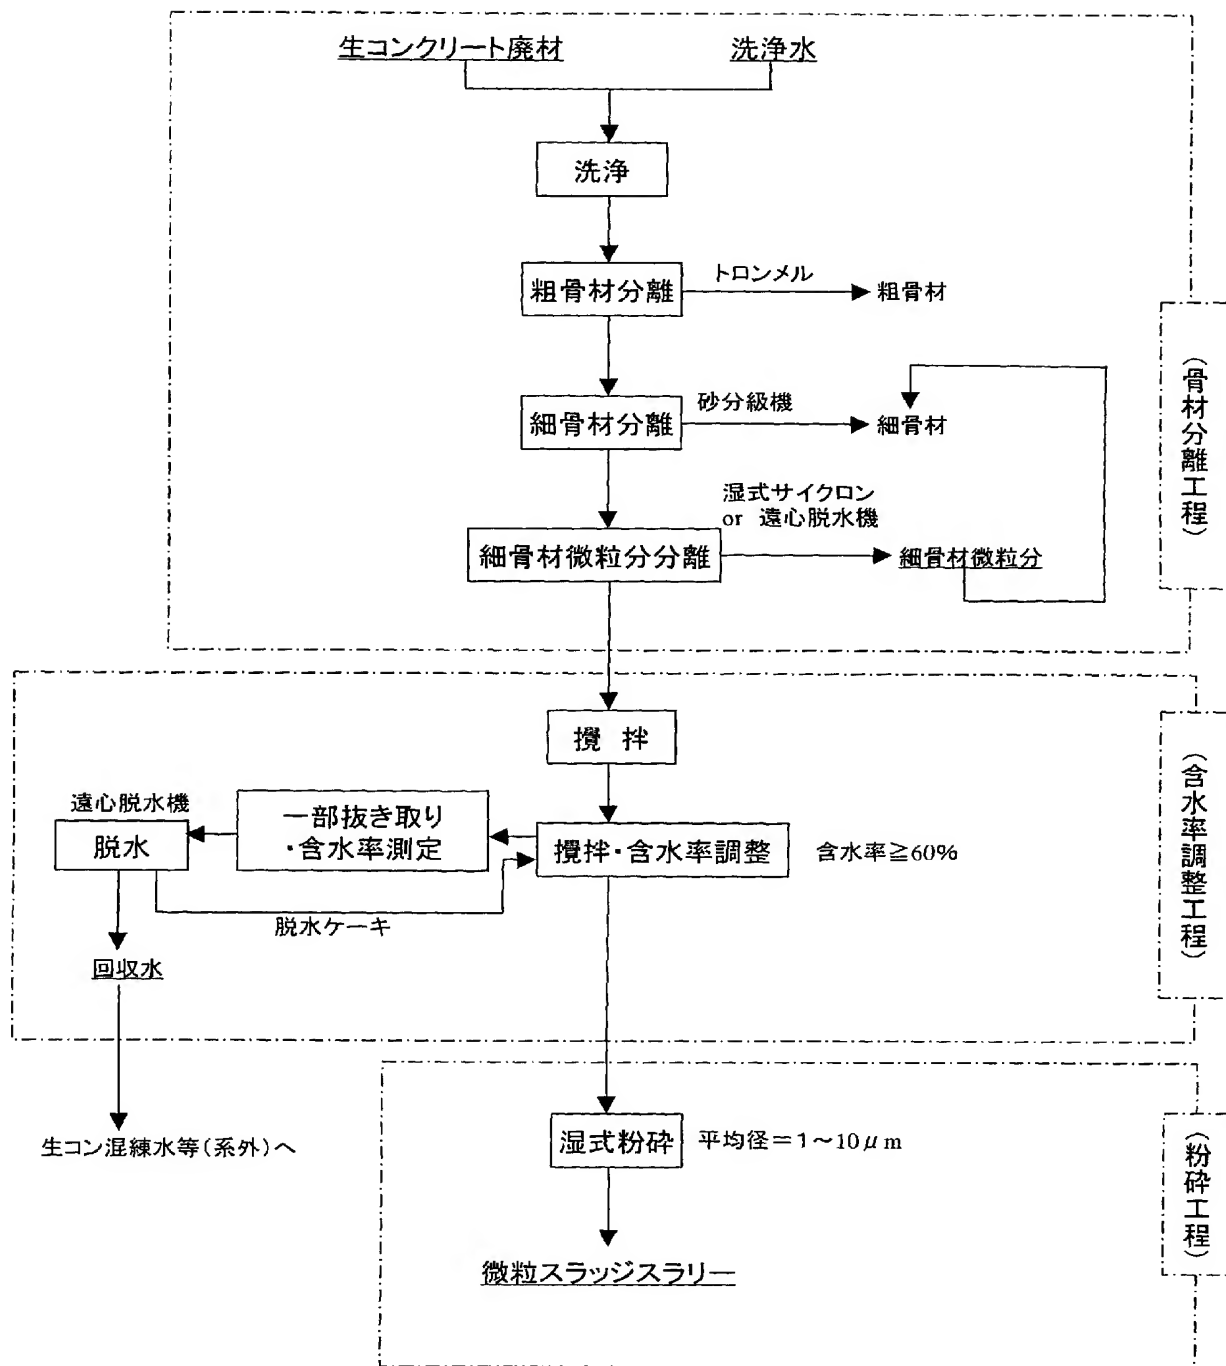 生コンクリート廃材
洗浄水
洗浄
粗骨材分離
トロンメル
粗骨材
細骨材分離
砂分級機
細骨材
細骨材微粒分分離
湿式サイクロン
or 遠心脱水機
細骨材微粒分
(骨材分離工程)
攪 拌
遠心脱水機
脱水
一部抜き取り
・含水率測定
攪拌・含水率調整
含水率≧60%
脱水ケーキ
回収水
(含水率調整工程)
生コン混練水等(系外)へ
湿式粉砕
平均径=1~10μm
微粒スラッジスラリー
(粉砕工程)